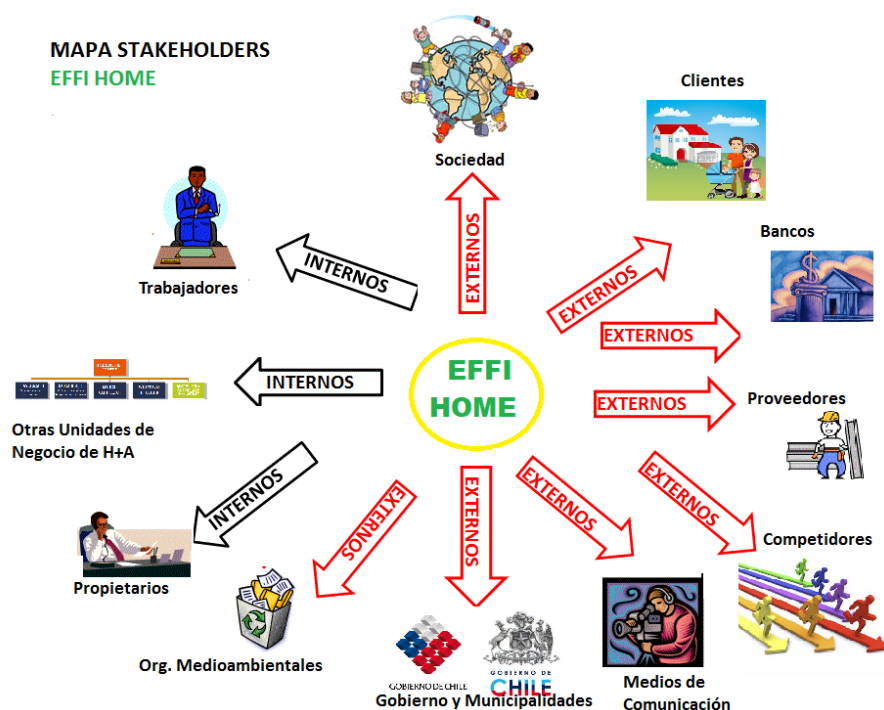 MAPA STAKEHOLDERS
EFFI HOME
Sociedad
Clientes
Bancos
Trabajadores
INTERNOS
EXTERNOS
EXTERNOS
EXTERNOS
EFFI
HOME
INTERNOS
EXTERNOS
Proveedores
Otras Unidades de
Negocio de H+A
INTERNOS
EXTERNOS
EXTERNOS
EXTERNOS
EXTERNOS
Competidores
Propietarios
Org. Medioambientales
GOBIERNO DE CHILE
GOBIERNO DE
CHILE
Gobierno y Municipalidades
Medios de
Comunicación